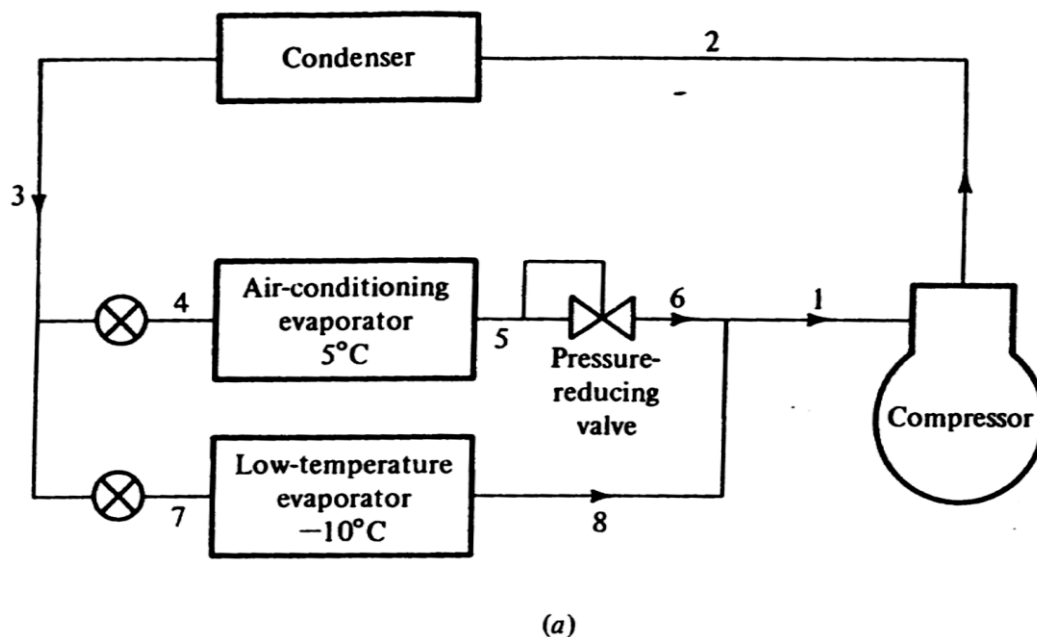 2
Condenser
3
4
Air-conditioning
evaporator
5°C
5
6
1
Pressure-
reducing
valve
Compressor
7
Low-temperature
evaporator
−10°C
8
(a)